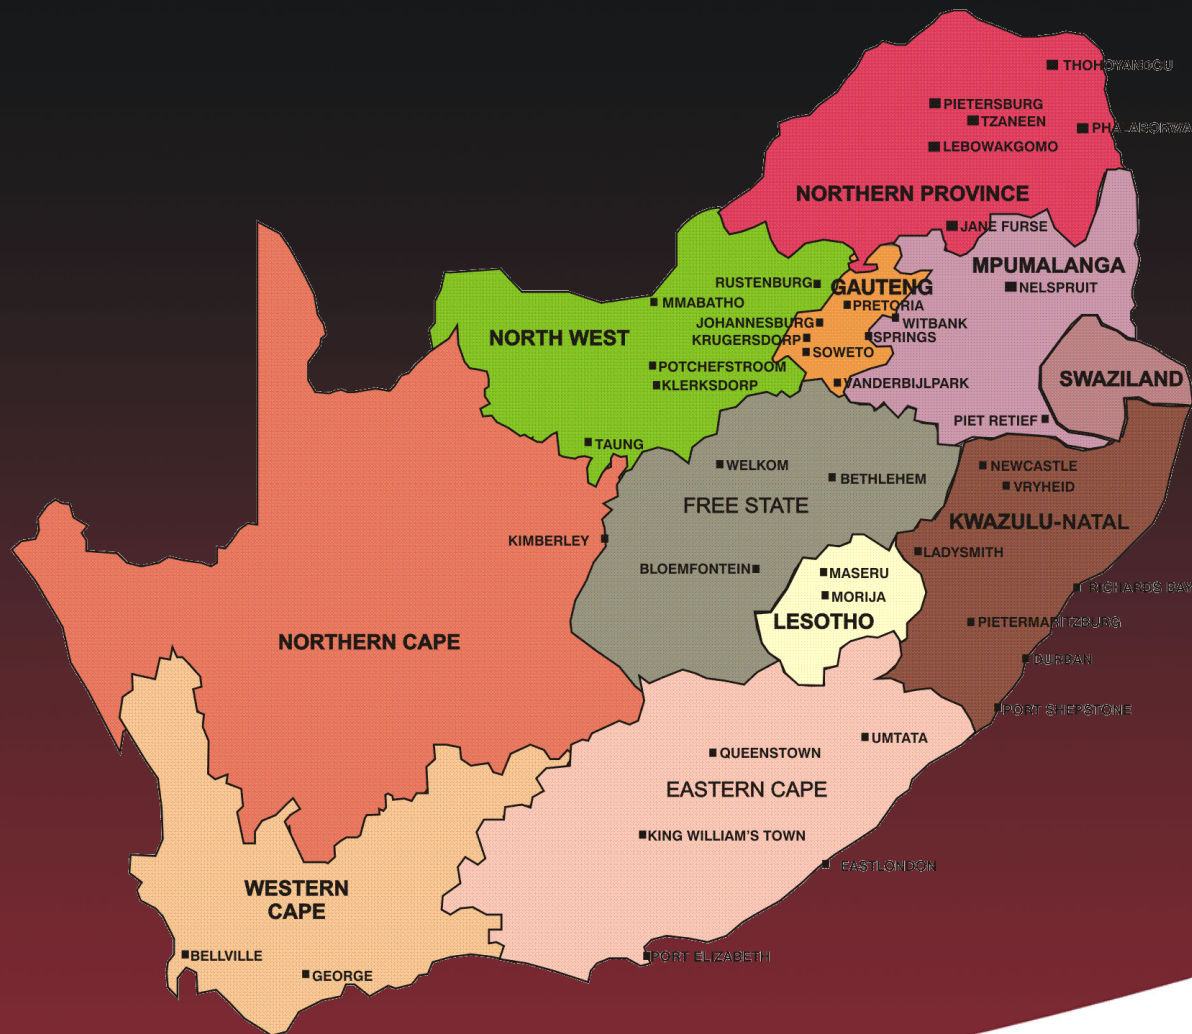 THOHOYANDOU
PIETERSBURG
TZANEEN
PHALABORWA
LEBOWAKGOMO
NORTHERN PROVINCE
JANE FURSE
MPUMALANGA
RUSTENBURG
GAUTENG
NELSPRUIT
MMABATHO
PRETORIA
JOHANNESBURG
WITBANK
NORTH WEST
KRUGERSDORP
SPRINGS
SOWETO
POTCHEFSTROOM
SWAZILAND
KLERKSDORP
VANDERBIJLPARK
PIET RETIEF
TAUNG
WELKOM
NEWCASTLE
BETHLEHEM
VRYHEID
FREE STATE
KWAZULU-NATAL
KIMBERLEY
LADYSMITH
BLOEMFONTEIN
MASERU
RICHARDS BAY
MORIJA
LESOTHO
PIETERMARITZBURG
NORTHERN CAPE
DURBAN
PORT SHEPSTONE
UMTATA
QUEENSTOWN
EASTERN CAPE
KING WILLIAM'S TOWN
EASTLONDON
WESTERN
CAPE
BELLVILLE
PORT ELIZABETH
GEORGE